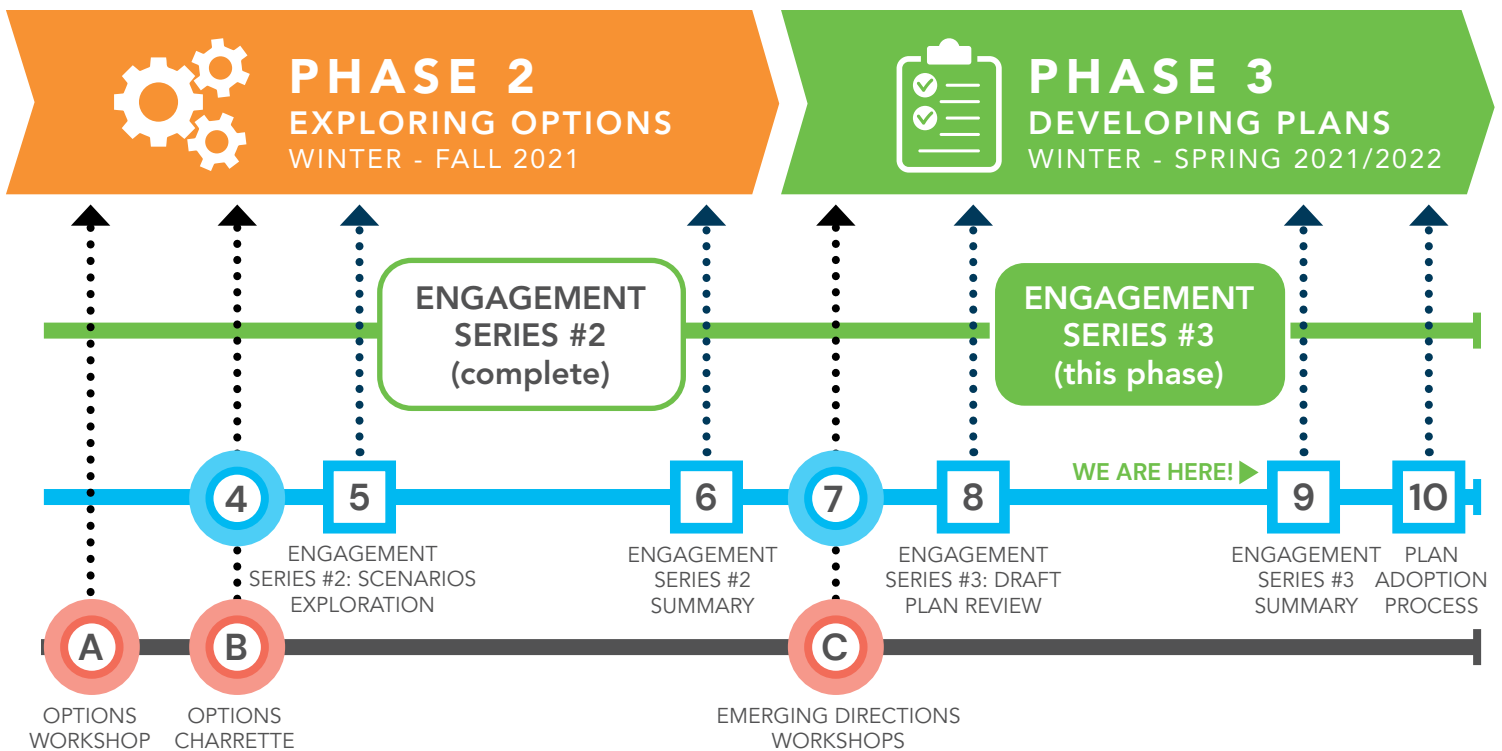 PHASE 2
EXPLORING OPTIONS
WINTER - FALL 2021
PHASE 3
DEVELOPING PLANS
WINTER - SPRING 2021/2022
ENGAGEMENT
SERIES #2
(complete)
ENGAGEMENT
SERIES #3
(this phase)
WE ARE HERE!
4
5
6
7
8
9
10
ENGAGEMENT
SERIES #2: SCENARIOS
EXPLORATION
ENGAGEMENT
SERIES #2
SUMMARY
ENGAGEMENT
SERIES #3: DRAFT
PLAN REVIEW
ENGAGEMENT
SERIES #3
SUMMARY
PLAN
ADOPTION
PROCESS
A
B
C
OPTIONS
WORKSHOP
OPTIONS
CHARRETTE
EMERGING DIRECTIONS
WORKSHOPS